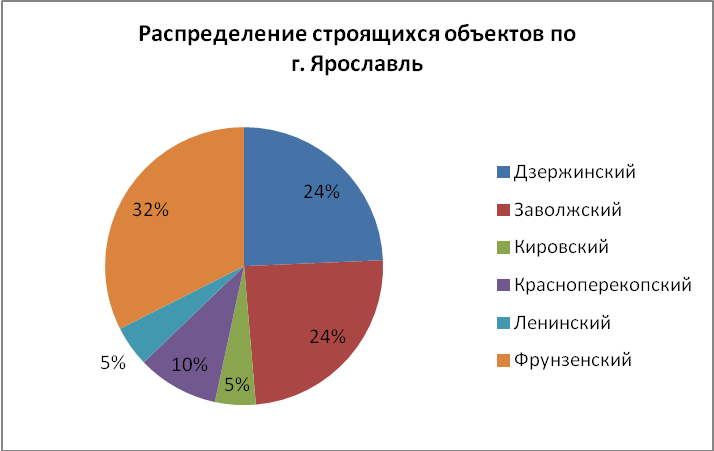 Распределение строящихся объектов по
г. Ярославль
24%
24%
5%
10%
5%
32%
Дзержинский
Заволжский
Кировский
Красноперекопский
Ленинский
Фрунзенский